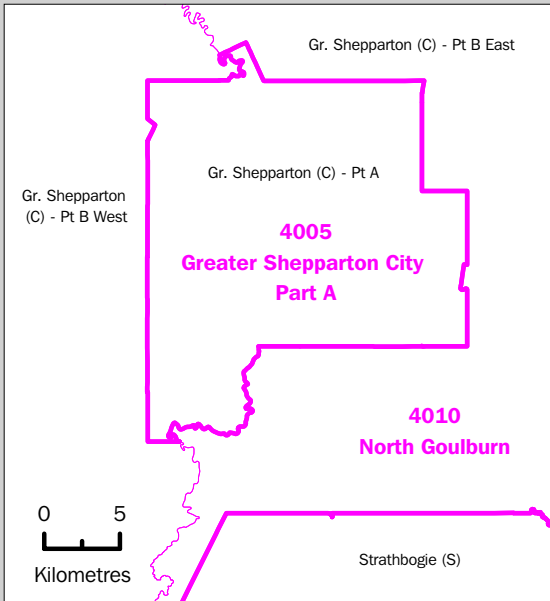 Gr. Shepparton (C) - Pt B East
Gr. Shepparton (C) - Pt A
Gr. Shepparton
(C) - Pt B West
4005
Greater Shepparton City
Part A
4010
North Goulburn
0 5
Kilometres
Strathbogie (S)